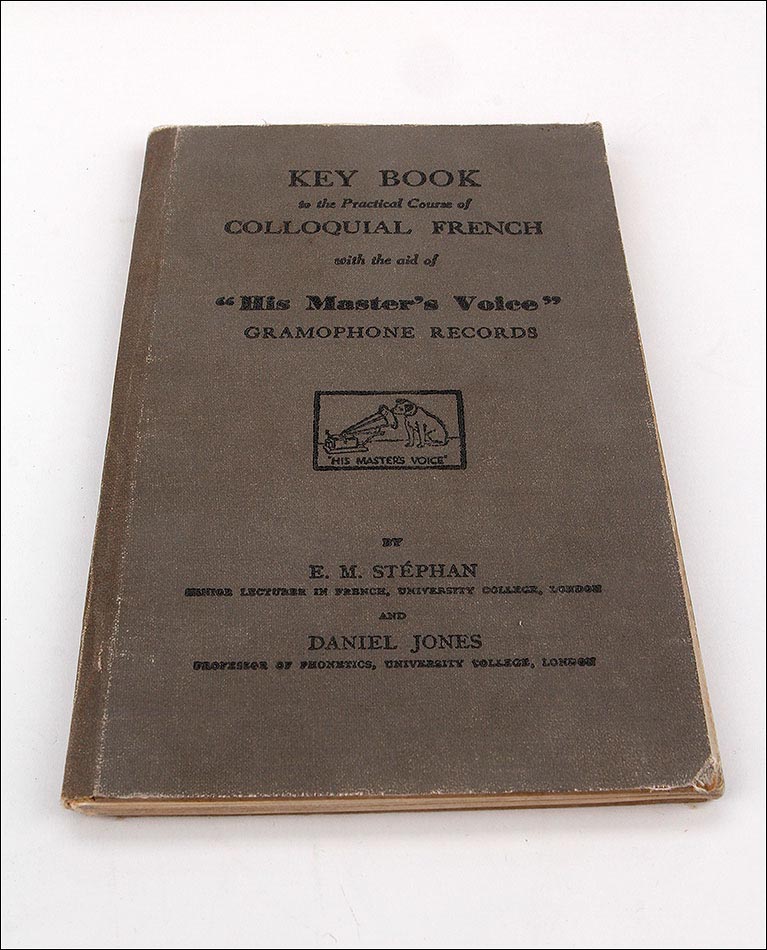 KEY BOOK
to the Practical Course of
COLLOQUIAL FRENCH
with the aid of
“His Master's Voice”
GRAMOPHONE RECORDS
"HIS MASTER'S VOICE"
BY
E. M. STÉPHAN
SENIOR LECTURER IN FRENCH, UNIVERSITY COLLEGE, LONDON
AND
DANIEL JONES
PROFESSOR OF PHONETICS, UNIVERSITY COLLEGE, LONDON